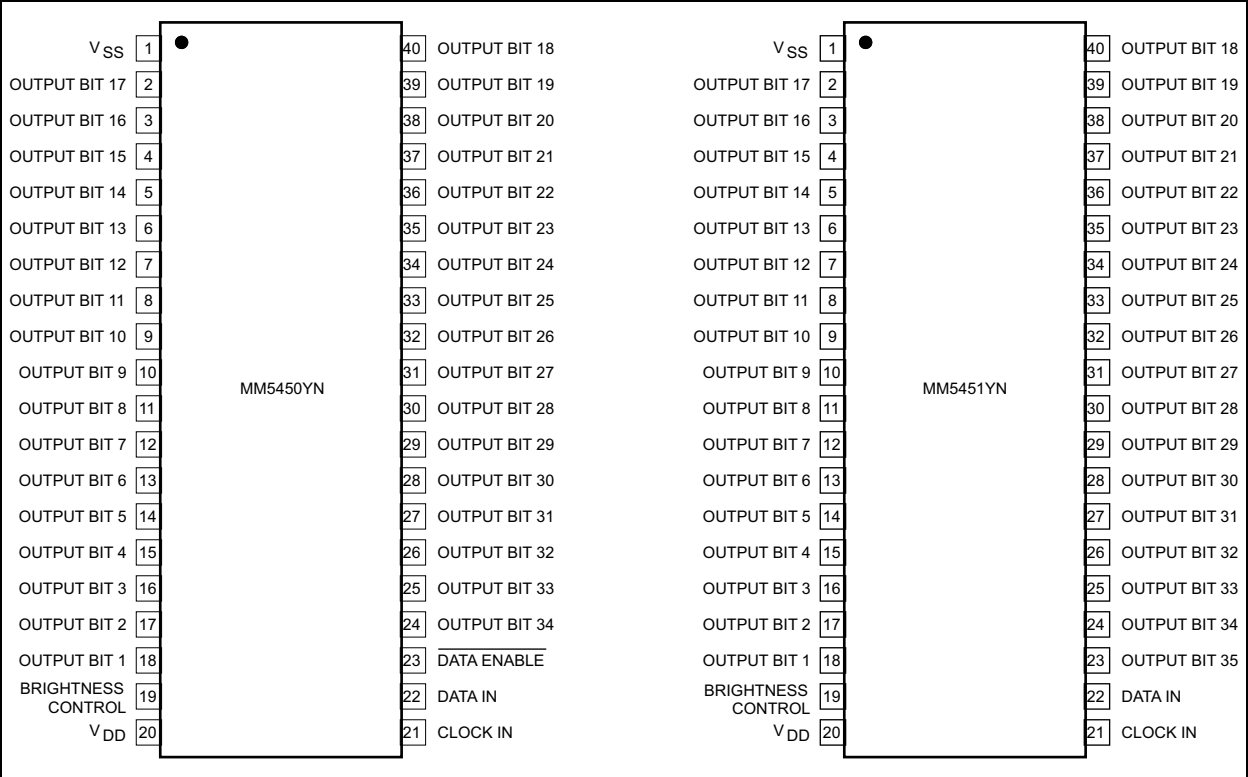 VSS 1 40 OUTPUT BIT 18
OUTPUT BIT 17 2 39 OUTPUT BIT 19
OUTPUT BIT 16 3 38 OUTPUT BIT 20
OUTPUT BIT 15 4 37 OUTPUT BIT 21
OUTPUT BIT 14 5 36 OUTPUT BIT 22
OUTPUT BIT 13 6 35 OUTPUT BIT 23
OUTPUT BIT 12 7 34 OUTPUT BIT 24
OUTPUT BIT 11 8 33 OUTPUT BIT 25
OUTPUT BIT 10 9 32 OUTPUT BIT 26
OUTPUT BIT 9 10 31 OUTPUT BIT 27
MM5450YN
OUTPUT BIT 8 11 30 OUTPUT BIT 28
OUTPUT BIT 7 12 29 OUTPUT BIT 29
OUTPUT BIT 6 13 28 OUTPUT BIT 30
OUTPUT BIT 5 14 27 OUTPUT BIT 31
OUTPUT BIT 4 15 26 OUTPUT BIT 32
OUTPUT BIT 3 16 25 OUTPUT BIT 33
OUTPUT BIT 2 17 24 OUTPUT BIT 34
OUTPUT BIT 1 18 23 DATA ENABLE
BRIGHTNESS
CONTROL 19 22 DATA IN
VDD 20 21 CLOCK IN
VSS 1 40 OUTPUT BIT 18
OUTPUT BIT 17 2 39 OUTPUT BIT 19
OUTPUT BIT 16 3 38 OUTPUT BIT 20
OUTPUT BIT 15 4 37 OUTPUT BIT 21
OUTPUT BIT 14 5 36 OUTPUT BIT 22
OUTPUT BIT 13 6 35 OUTPUT BIT 23
OUTPUT BIT 12 7 34 OUTPUT BIT 24
OUTPUT BIT 11 8 33 OUTPUT BIT 25
OUTPUT BIT 10 9 32 OUTPUT BIT 26
OUTPUT BIT 9 10 31 OUTPUT BIT 27
MM5451YN
OUTPUT BIT 8 11 30 OUTPUT BIT 28
OUTPUT BIT 7 12 29 OUTPUT BIT 29
OUTPUT BIT 6 13 28 OUTPUT BIT 30
OUTPUT BIT 5 14 27 OUTPUT BIT 31
OUTPUT BIT 4 15 26 OUTPUT BIT 32
OUTPUT BIT 3 16 25 OUTPUT BIT 33
OUTPUT BIT 2 17 24 OUTPUT BIT 34
OUTPUT BIT 1 18 23 OUTPUT BIT 35
BRIGHTNESS
CONTROL 19 22 DATA IN
VDD 20 21 CLOCK IN